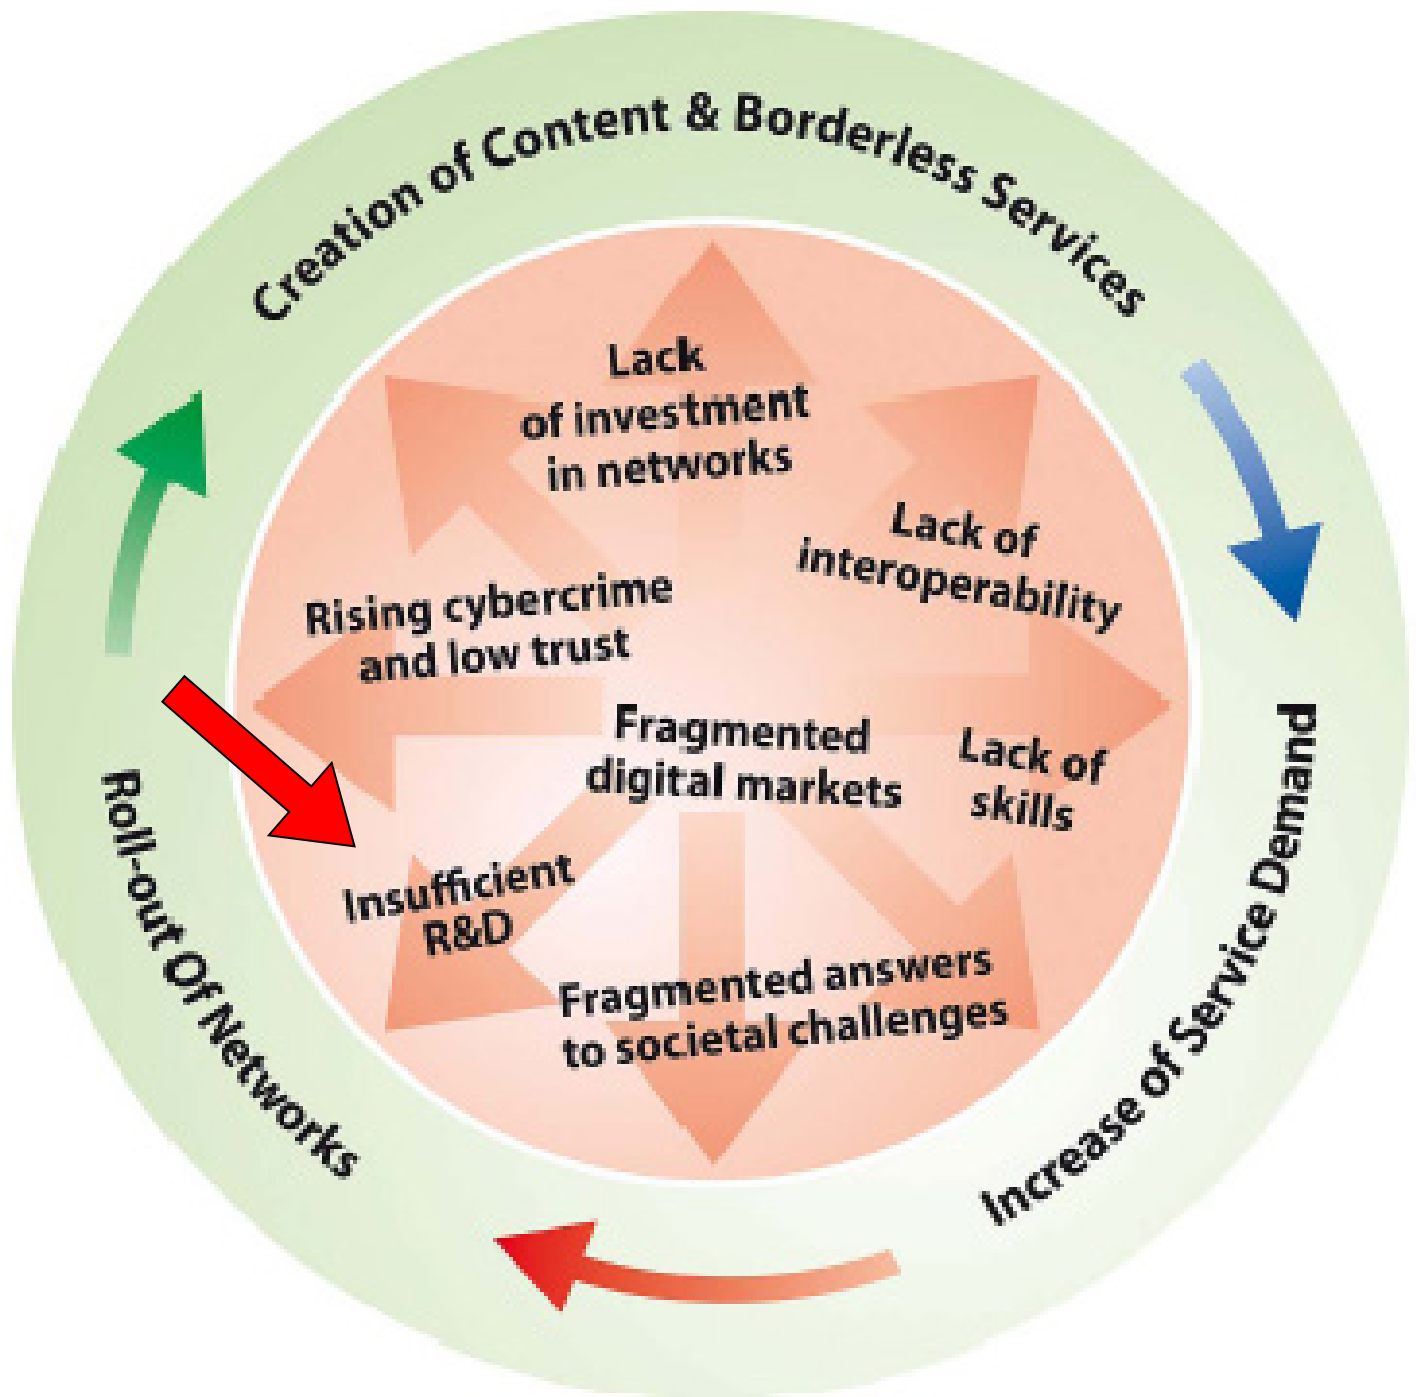 Creation of Content & Borderless Services
Lack
of investment
in networks
Lack of
interoperability
Rising cybercrime
and low trust
Fragmented
digital markets
Lack of
skills
Insufficient
R&D
Fragmented answers
to societal challenges
Increase of Service Demand
Roll-out Of Networks